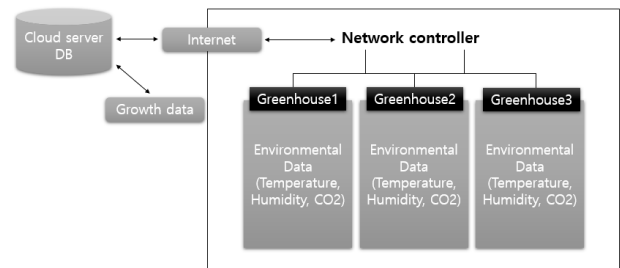 Cloud server
DB
Internet
Network controller
Growth data
Greenhouse1
Greenhouse2
Greenhouse3
Environmental
Data
(Temperature,
Humidity, CO2)
Environmental
Data
(Temperature,
Humidity, CO2)
Environmental
Data
(Temperature,
Humidity, CO2)